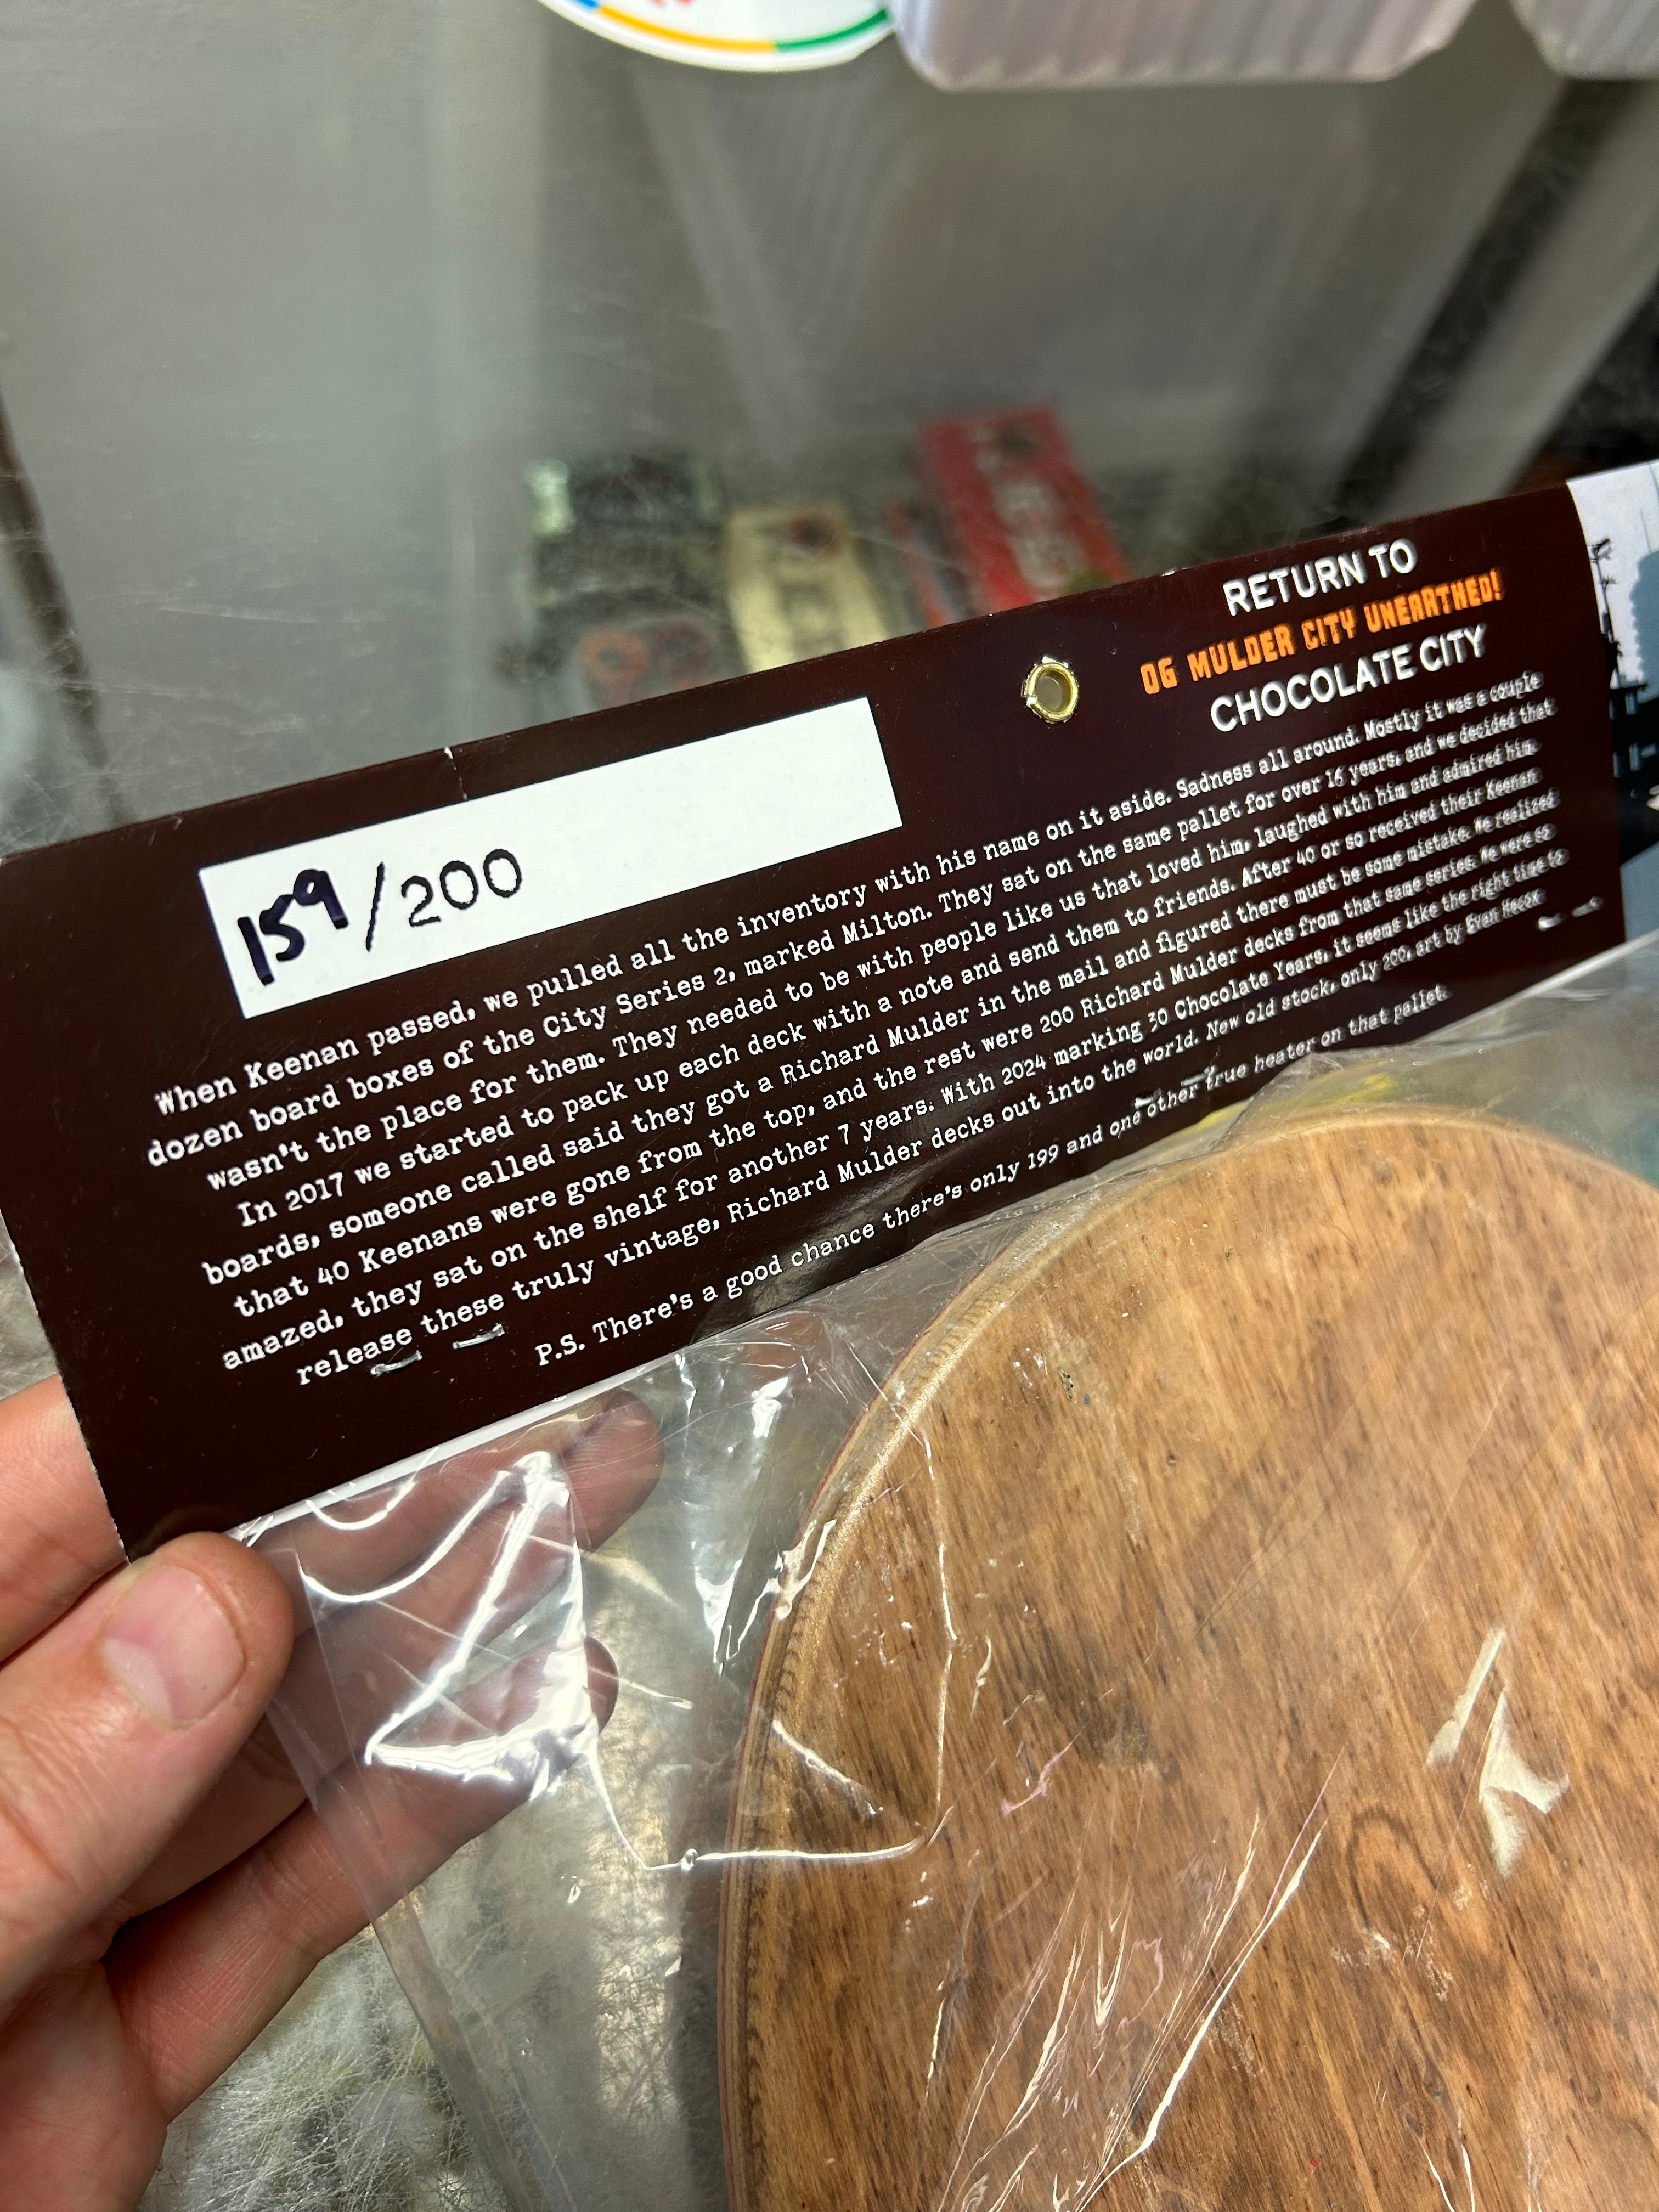 RETURN TO
OG MULDER CITY UNEARTHED!
CHOCOLATE CITY
159/200
When Keenan passed, we pulled all the inventory with his name on it aside. Sadness all around. Mostly it was a couple
dozen board boxes of the City Series 2, marked Milton. They sat on the same pallet for over 16 years, and we decided that
wasn't the place for them. They needed to be with people like us that loved him, laughed with him and admired him.
In 2017 we started to pack up each deck with a note and send them to friends. After 40 or so received their Keenan
boards, someone called said they got a Richard Mulder in the mail and figured there must be some mistake. We realized
that 40 Keenans were gone from the top, and the rest were 200 Richard Mulder decks from that same series. We were so
amazed, they sat on the shelf for another 7 years. With 2024 marking 30 Chocolate Years, it seems like the right time to
release these truly vintage, Richard Mulder decks out into the world. New old stock, only 200, art by Evan Hecox
P.S. There's a good chance there's only 199 and one other true heater on that pallet.